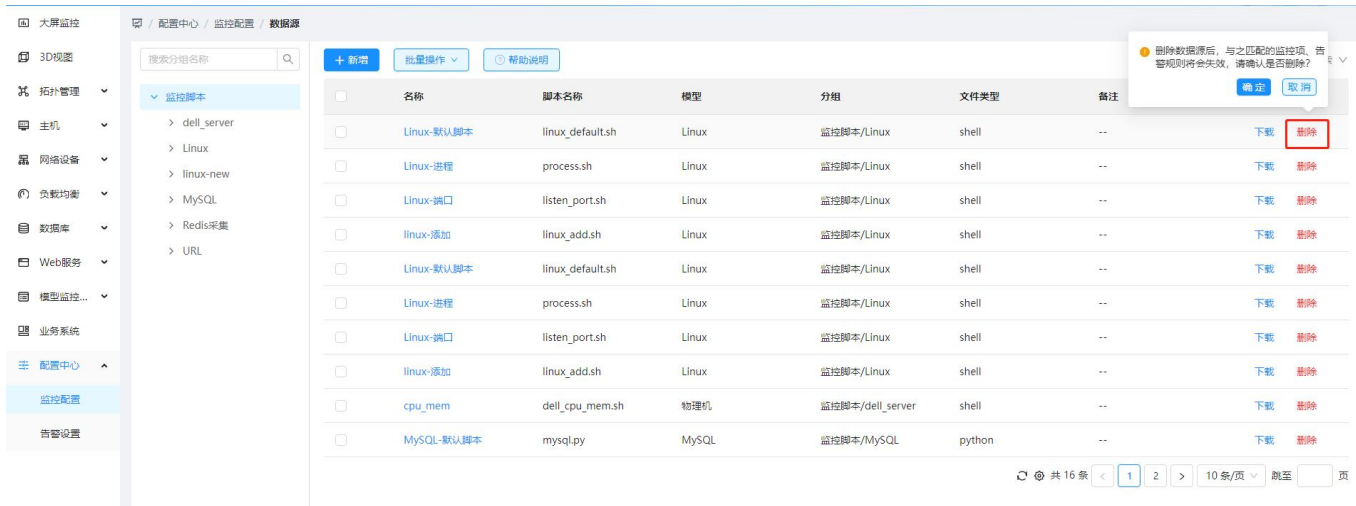 大屏监控
3D视图
拓扑管理
主机
网络设备
负载均衡
数据库
Web服务
模型监控...
业务系统
配置中心
监控配置
告警设置
/ 配置中心 / 监控配置 / 数据源
搜索分组名称
监控脚本
dell_server
Linux
linux-new
MySQL
Redis采集
URL
+ 新增 批量操作 帮助说明
删除数据源后，与之匹配的监控项、告
警规则将会失效，请确认是否删除?
确 定 取 消
名称 脚本名称 模型 分组 文件类型 备注
Linux-默认脚本 linux_default.sh Linux 监控脚本/Linux shell -- 下载 删除
Linux-进程 process.sh Linux 监控脚本/Linux shell -- 下载 删除
Linux-端口 listen_port.sh Linux 监控脚本/Linux shell -- 下载 删除
linux-添加 linux_add.sh Linux 监控脚本/Linux shell -- 下载 删除
Linux-默认脚本 linux_default.sh Linux 监控脚本/Linux shell -- 下载 删除
Linux-进程 process.sh Linux 监控脚本/Linux shell -- 下载 删除
Linux-端口 listen_port.sh Linux 监控脚本/Linux shell -- 下载 删除
linux-添加 linux_add.sh Linux 监控脚本/Linux shell -- 下载 删除
cpu_mem dell_cpu_mem.sh 物理机 监控脚本/dell_server shell -- 下载 删除
MySQL-默认脚本 mysql.py MySQL 监控脚本/MySQL python -- 下载 删除
共 16 条 < 1 2 > 10 条/页 跳至 页